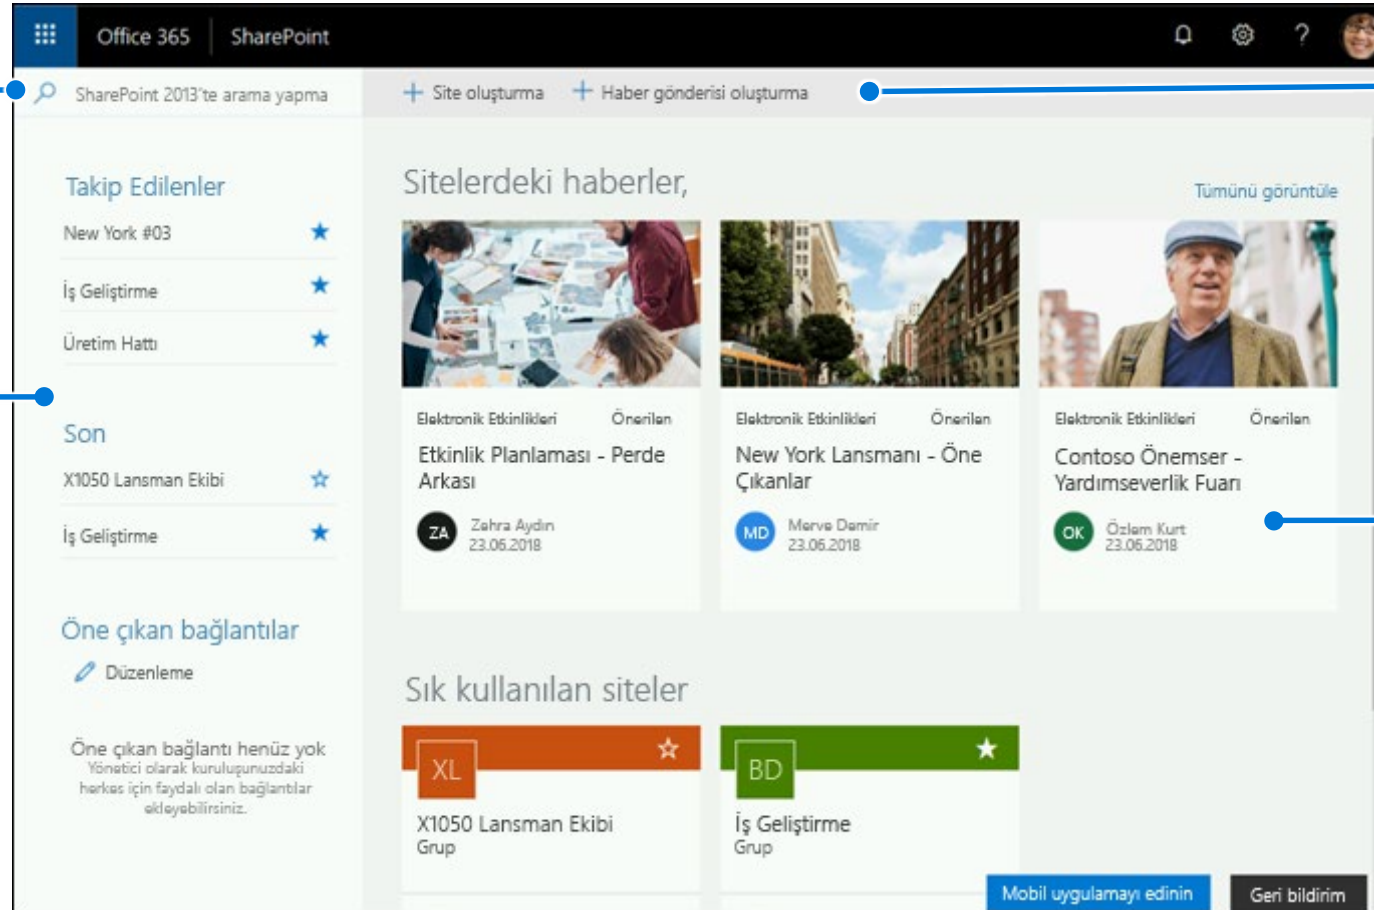 Office 365
SharePoint
SharePoint 2013'te arama yapma
Site oluşturma
Haber gönderisi oluşturma
Takip Edilenler
New York #03
İş Geliştirme
Üretim Hattı
Son
X1050 Lansman Ekibi
İş Geliştirme
Öne çıkan bağlantılar
Düzenleme
Öne çıkan bağlantı henüz yok
Yönetici olarak kuruluşunuzdaki
herkes için faydalı olan bağlantılar
ekleyebilirsiniz.
Sitelerdeki haberler,
Tümünü görüntüle
Elektronik Etkinlikleri
Önerilen
Etkinlik Planlaması - Perde
Arkası
ZA
Zehra Aydın
23.06.2018
Elektronik Etkinlikleri
Önerilen
New York Lansmanı - Öne
Çıkanlar
MD
Merve Demir
23.06.2018
Elektronik Etkinlikleri
Önerilen
Contoso Önemser -
Yardımseverlik Fuarı
OK
Özlem Kurt
23.06.2018
Sık kullanılan siteler
XL
X1050 Lansman Ekibi
Grup
BD
İş Geliştirme
Grup
Mobil uygulamayı edinin
Geri bildirim